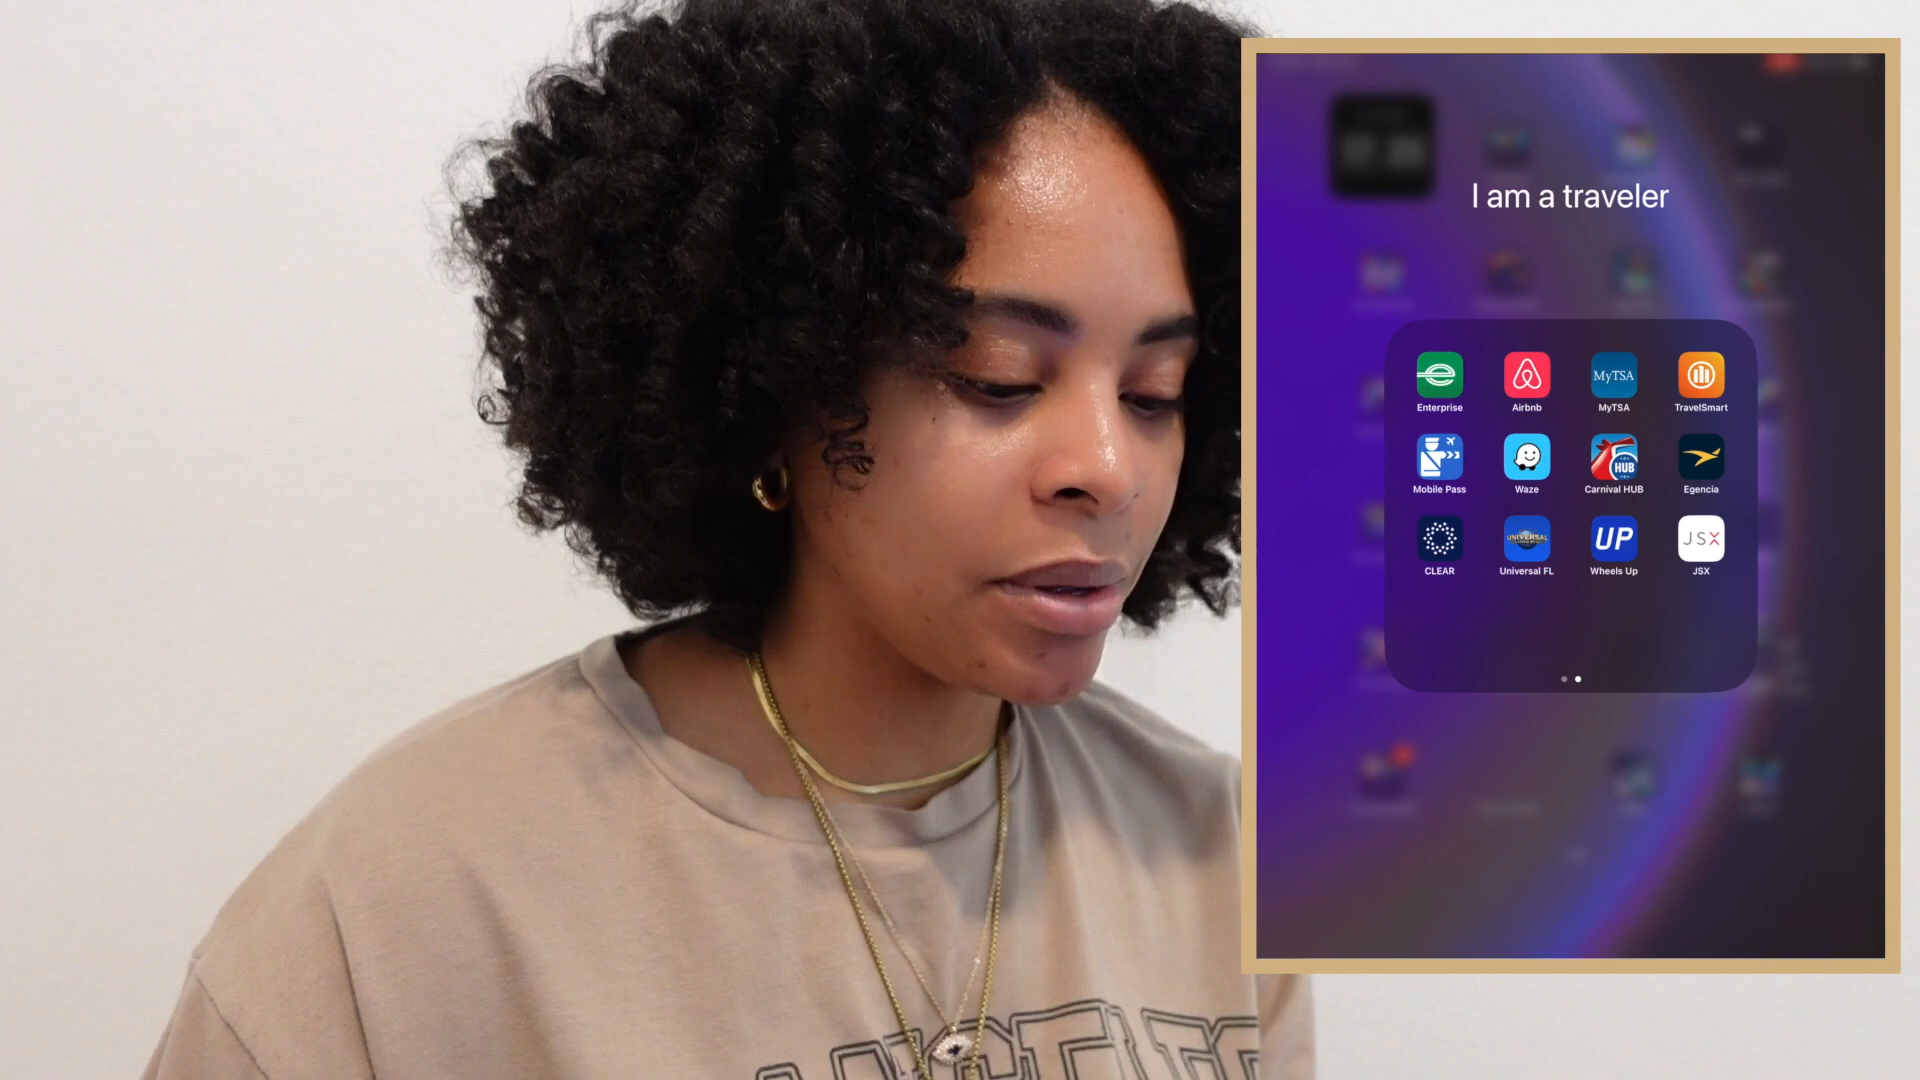 I am a traveler
MyTSA
Enterprise
Airbnb
MyTSA
TravelSmart
HUB
Mobile Pass
Waze
Carnival HUB
Egencia
UNIVERSAL
UP
JSX
CLEAR
Universal FL
Wheels Up
JSX